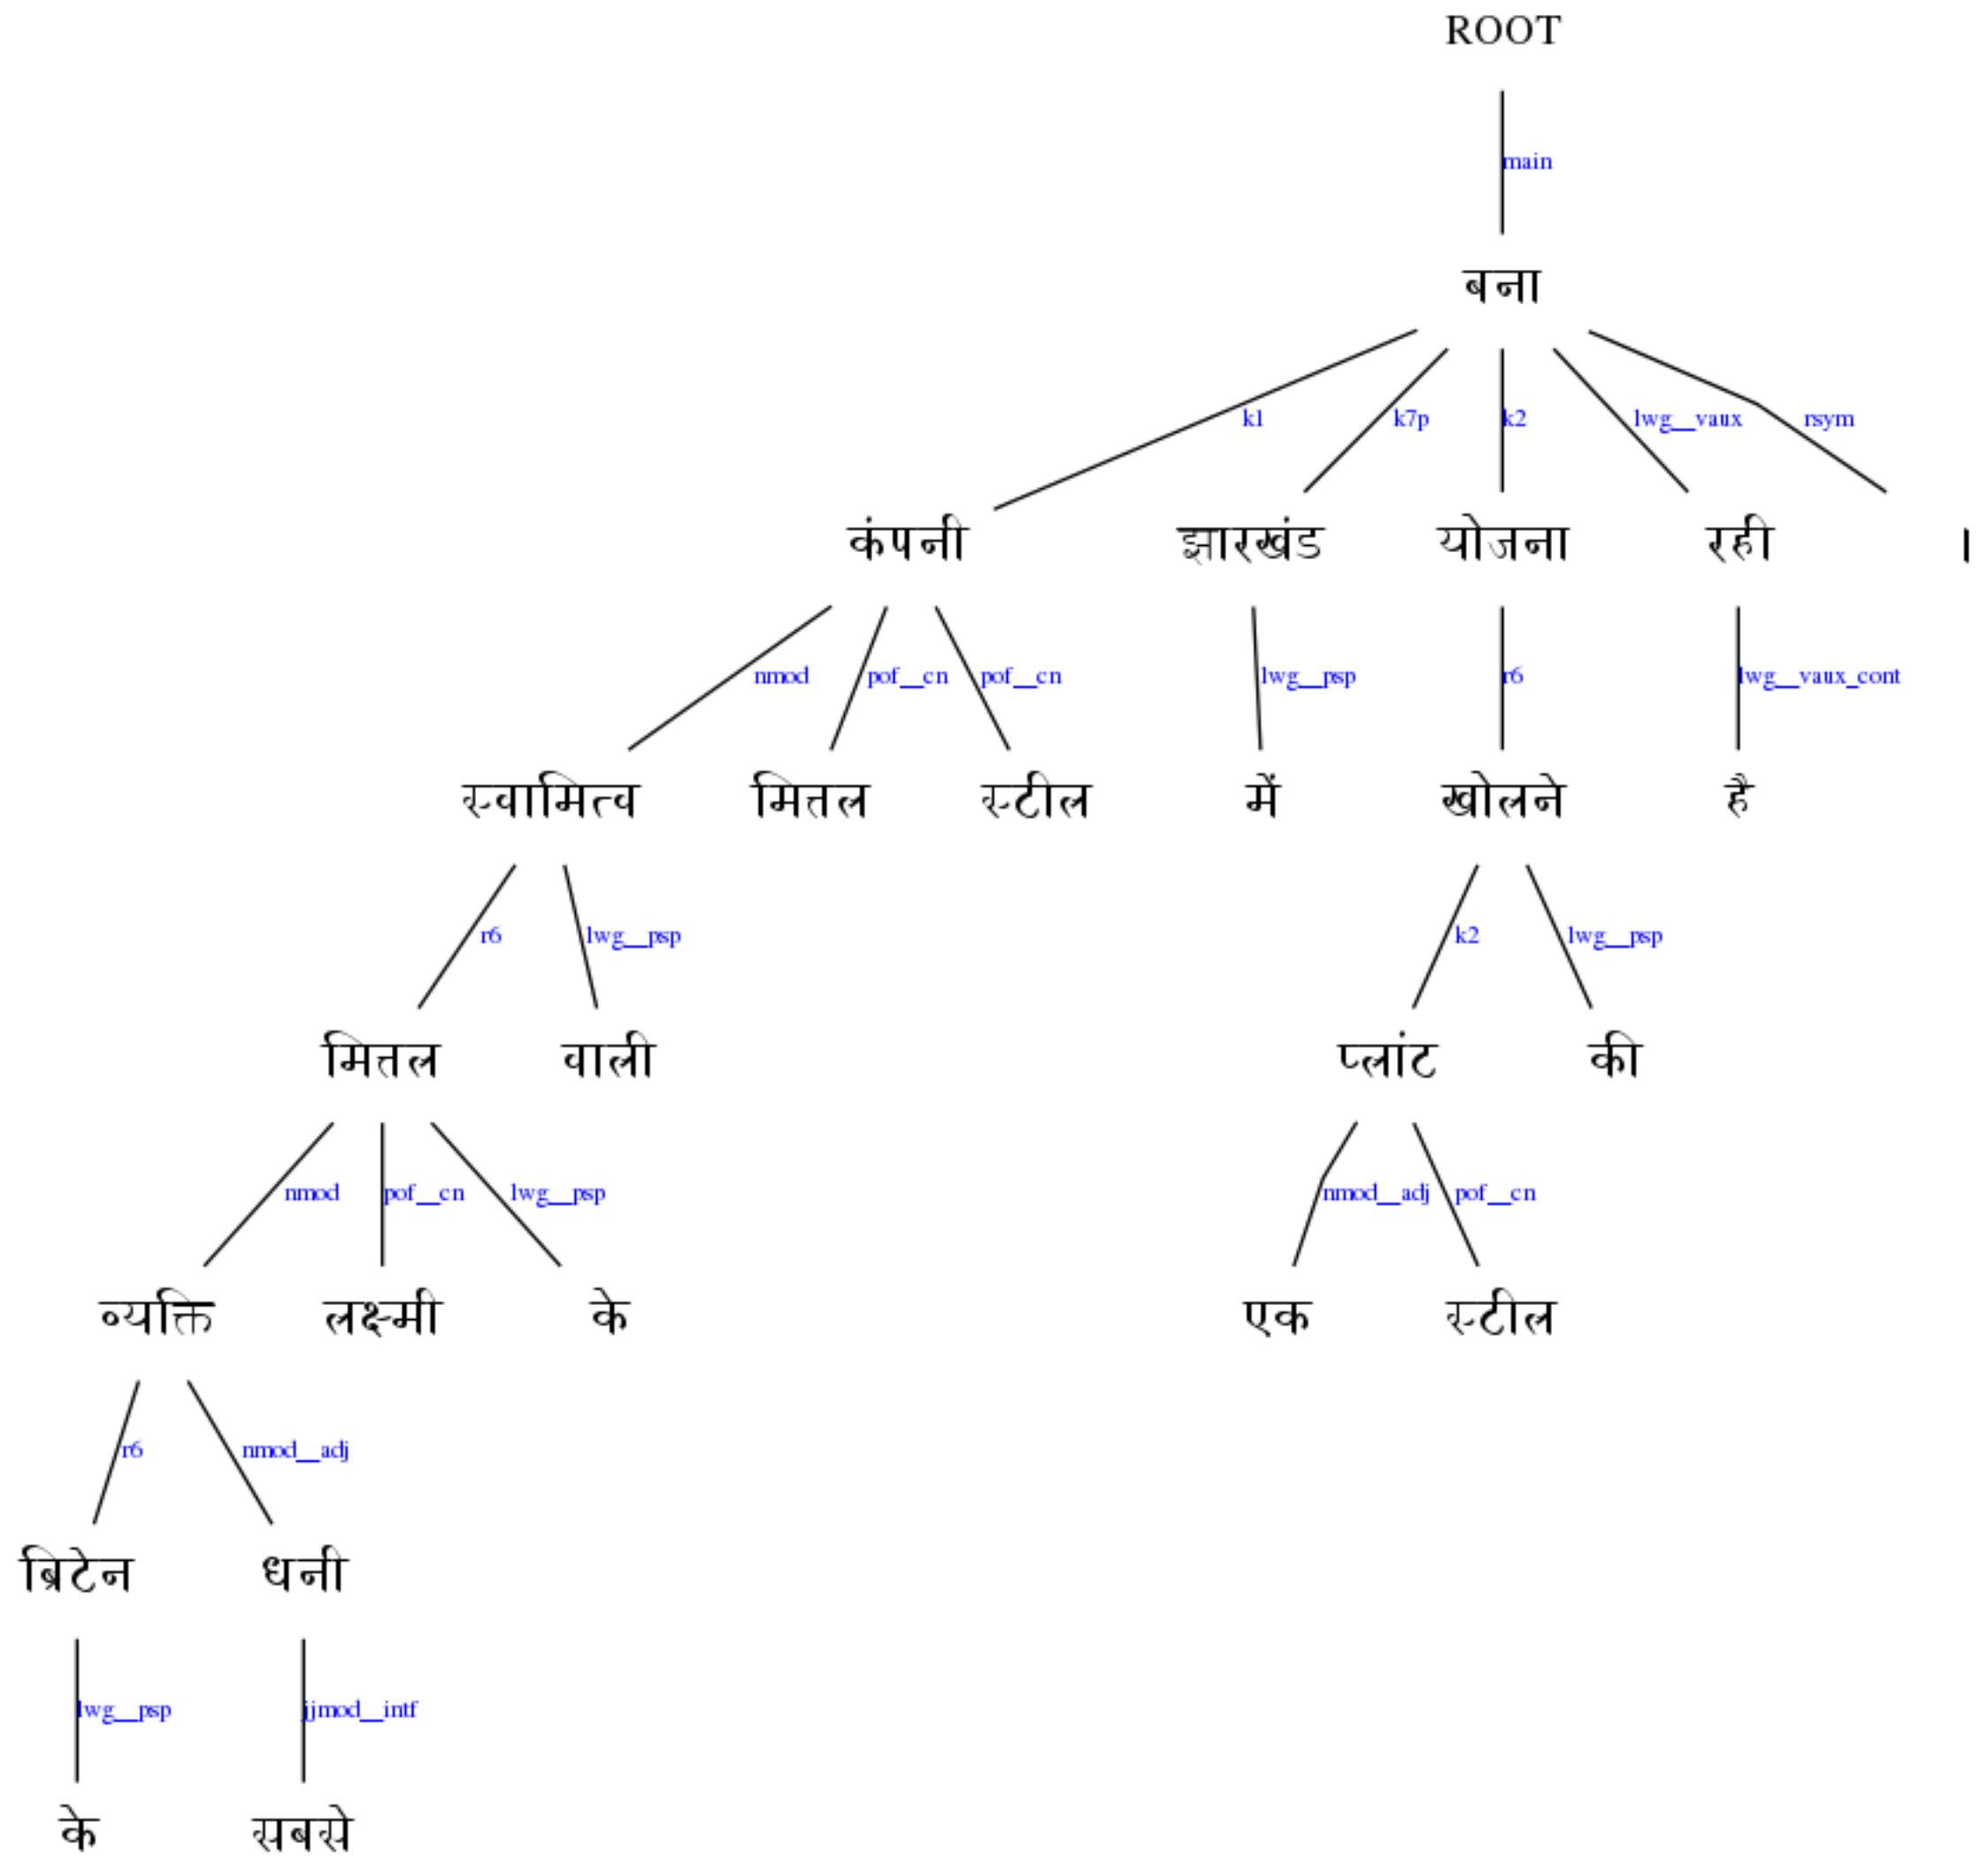 ROOT
main
बना
k1 k7p k2 lwg__vaux rsym
कंपनी झारखंड योजना रही ।
nmod pof__cn pof__cn lwg__psp r6 lwg__vaux_cont
स्वामित्व मित्तल स्टील में खोलने है
r6 lwg__psp k2 lwg__psp
मित्तल वाली प्लांट की
nmod pof__cn lwg__psp nmod__adj pof__cn
व्यक्ति लक्ष्मी के एक स्टील
r6 nmod__adj
ब्रिटेन धनी
lwg__psp jjmod__intf
के सबसे